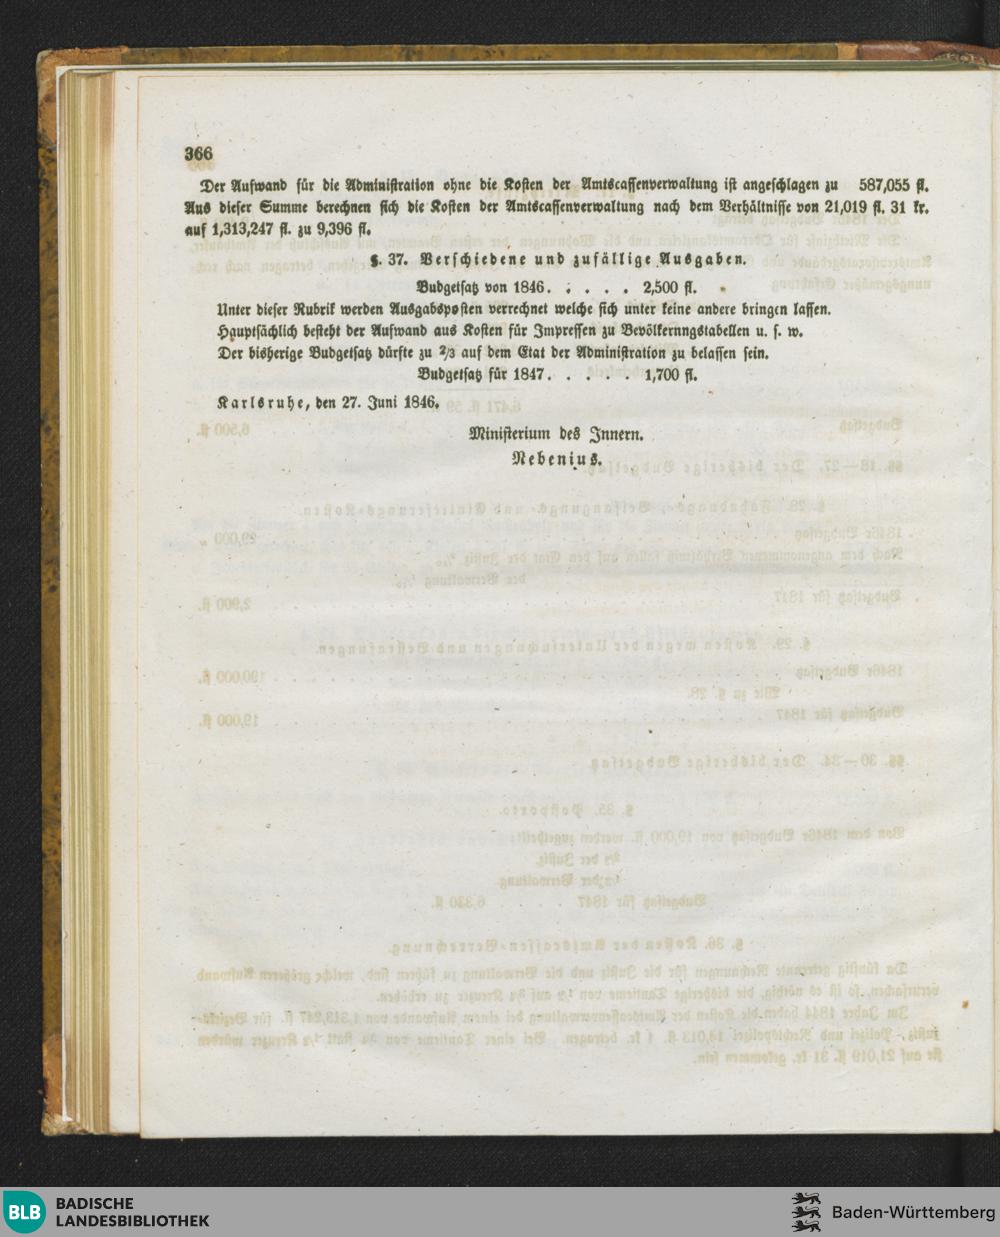 366
Der Aufwand für die Administration ohne die Kosten der Amtscassenverwaltung ist angeschlagen zu 587,055 fl.
Aus dieser Summe berechnen sich die Kosten der Amtscassenverwaltung nach dem Verhältnisse von 21,019 fl. 31 kr.
auf 1,313,247 fl. zu 9,396 fl.
§. 37. Verschiedene und zufällige Ausgaben.
Budgetsatz von 1846. . . . . 2,500 fl.
Unter dieser Rubrik werden Ausgabsposten verrechnet welche sich unter keine andere bringen lassen.
Hauptsächlich besteht der Aufwand aus Kosten für Impressen zu Bevölkernngstabellen u. s. w.
Der bisherige Budgetsatz dürfte zu 2/3 auf dem Etat der Administration zu belassen sein.
Budgetsatz für 1847. . . . . 1,700 fl.
Karlsruhe, den 27. Juni 1846.
Ministerium des Innern.
Nebenius.
BLB BADISCHE
LANDESBIBLIOTHEK
Baden-Württemberg